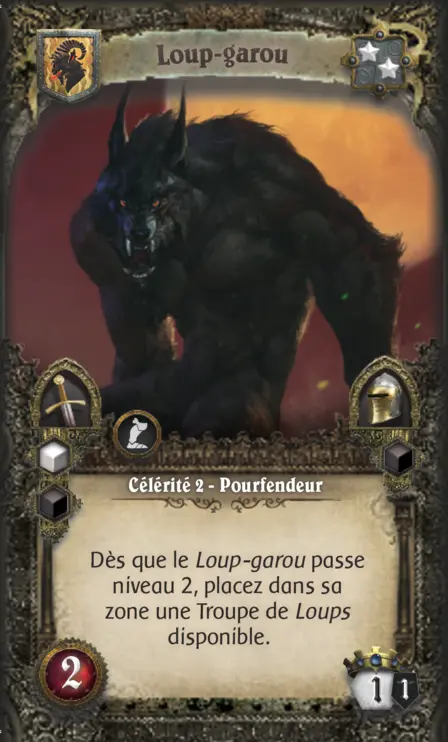 Loup-garou
Célérité 2 - Pourfendeur
Dès que le Loup-garou passe
niveau 2, placez dans sa
zone une Troupe de Loups
disponible.
2
1 1